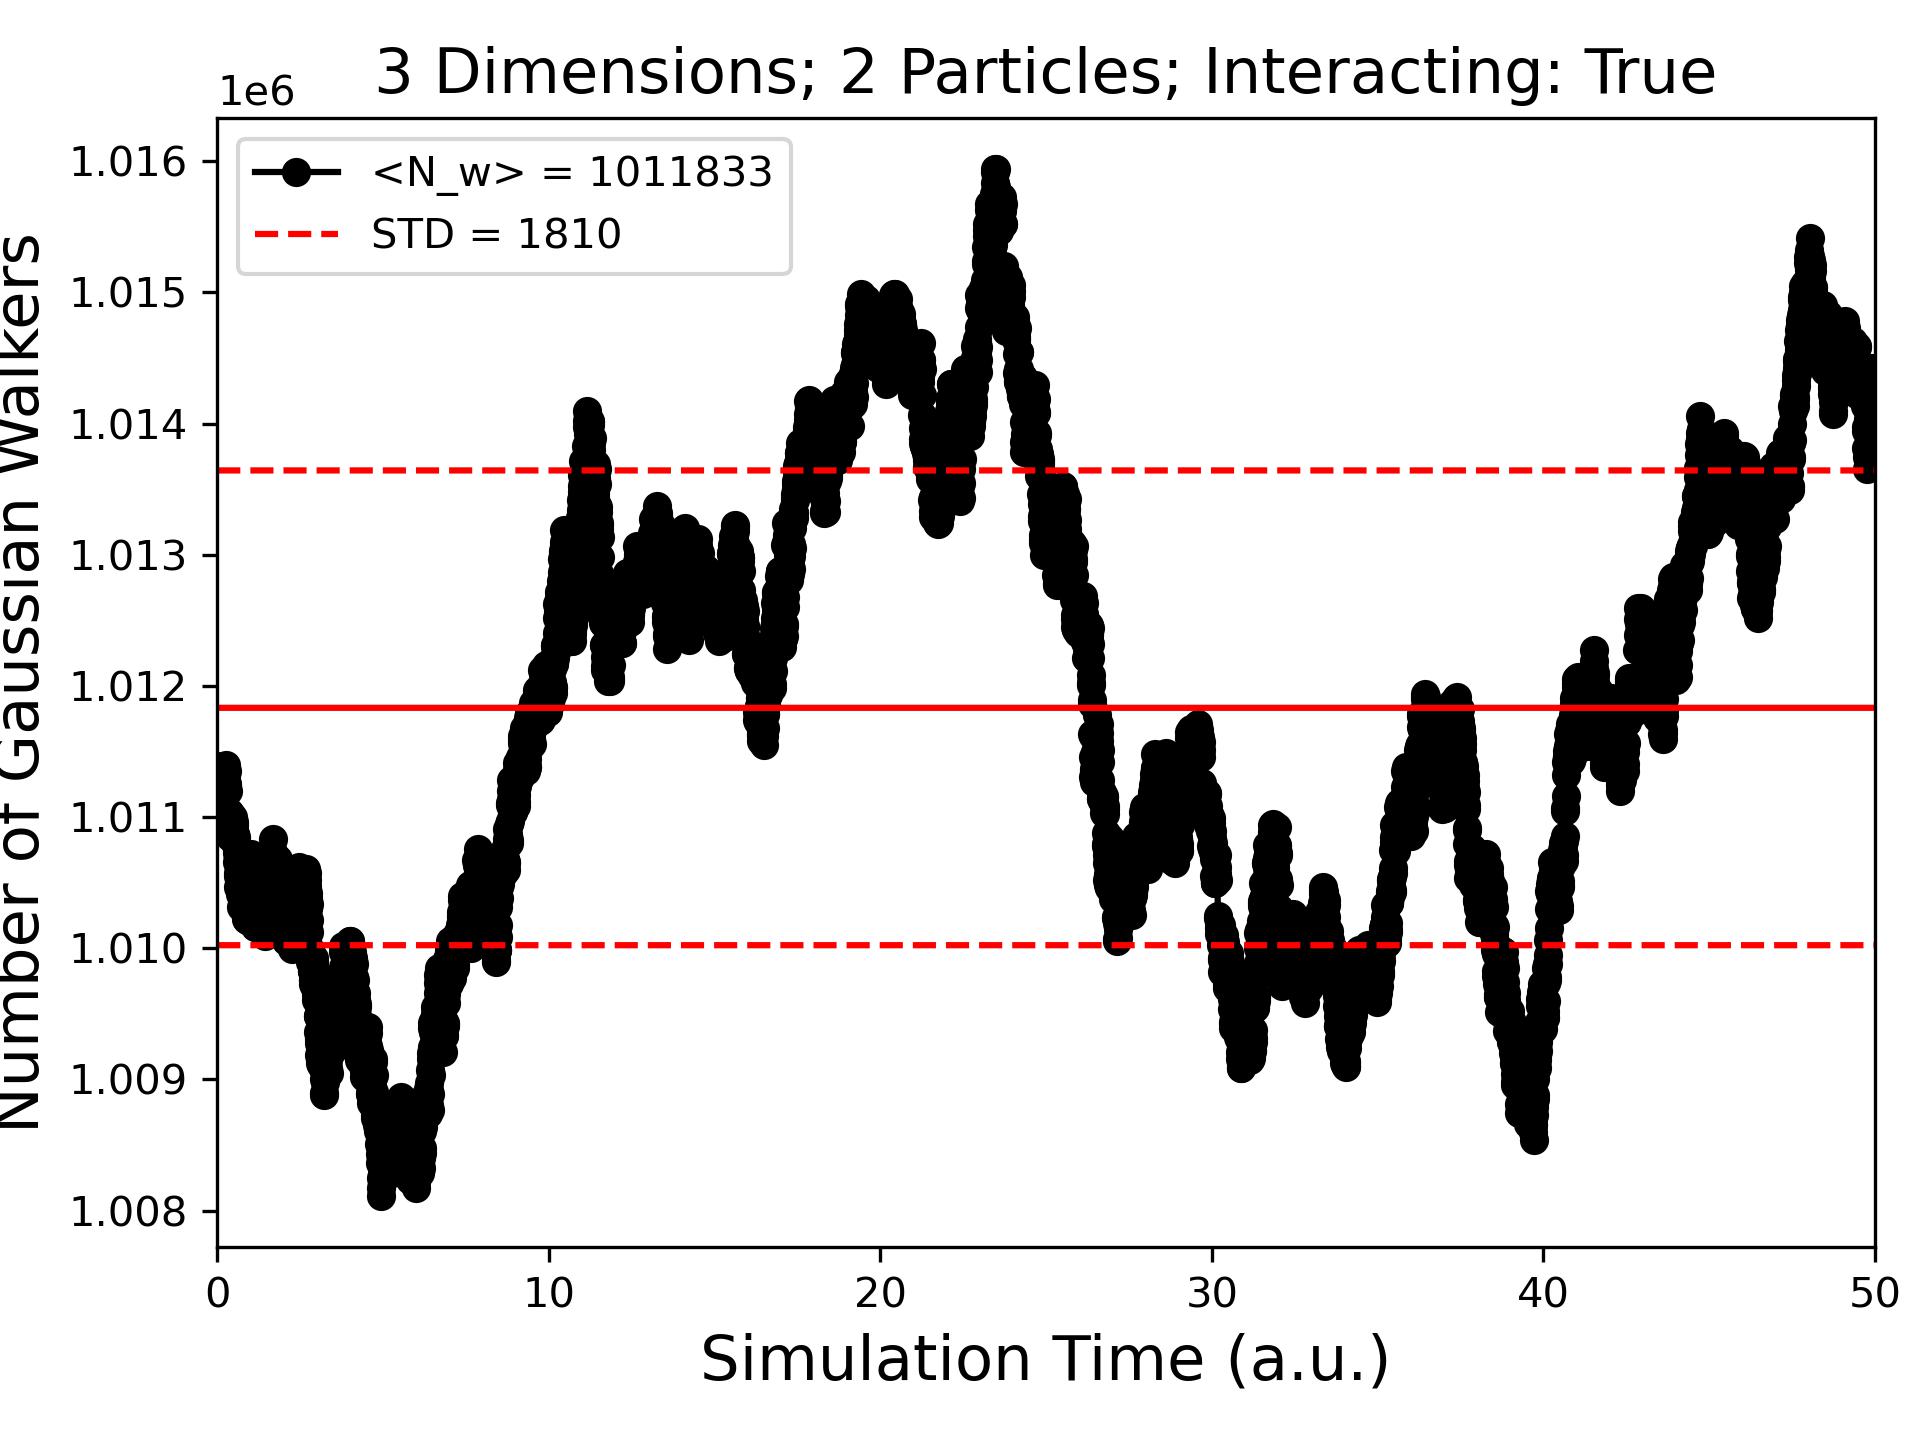 3 Dimensions; 2 Particles; Interacting: True
1e6
<N_w> = 1011833
STD = 1810
Number of Gaussian Walkers
1.016
1.015
1.014
1.013
1.012
1.011
1.010
1.009
1.008
0 10 20 30 40 50
Simulation Time (a.u.)